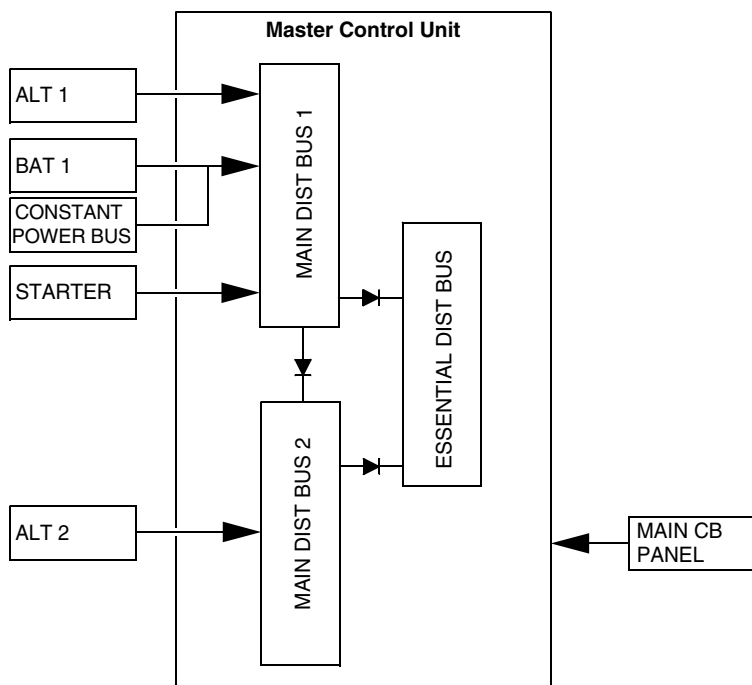 Master Control Unit
ALT 1
BAT 1
CONSTANT
POWER BUS
STARTER
MAIN DIST BUS 1
ESSENTIAL DIST BUS
MAIN DIST BUS 2
ALT 2
MAIN CB
PANEL